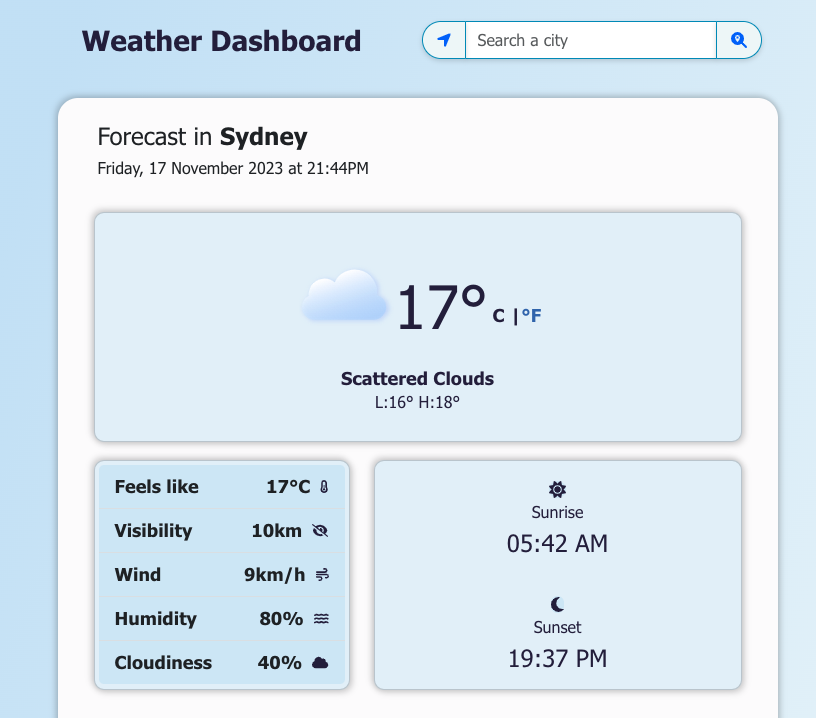 Weather Dashboard
Search a city
Forecast in Sydney
Friday, 17 November 2023 at 21:44PM
17° C |°F
Scattered Clouds
L:16° H:18°
Feels like 17°C
Visibility 10km
Wind 9km/h
Humidity 80%
Cloudiness 40%
Sunrise
05:42 AM
Sunset
19:37 PM